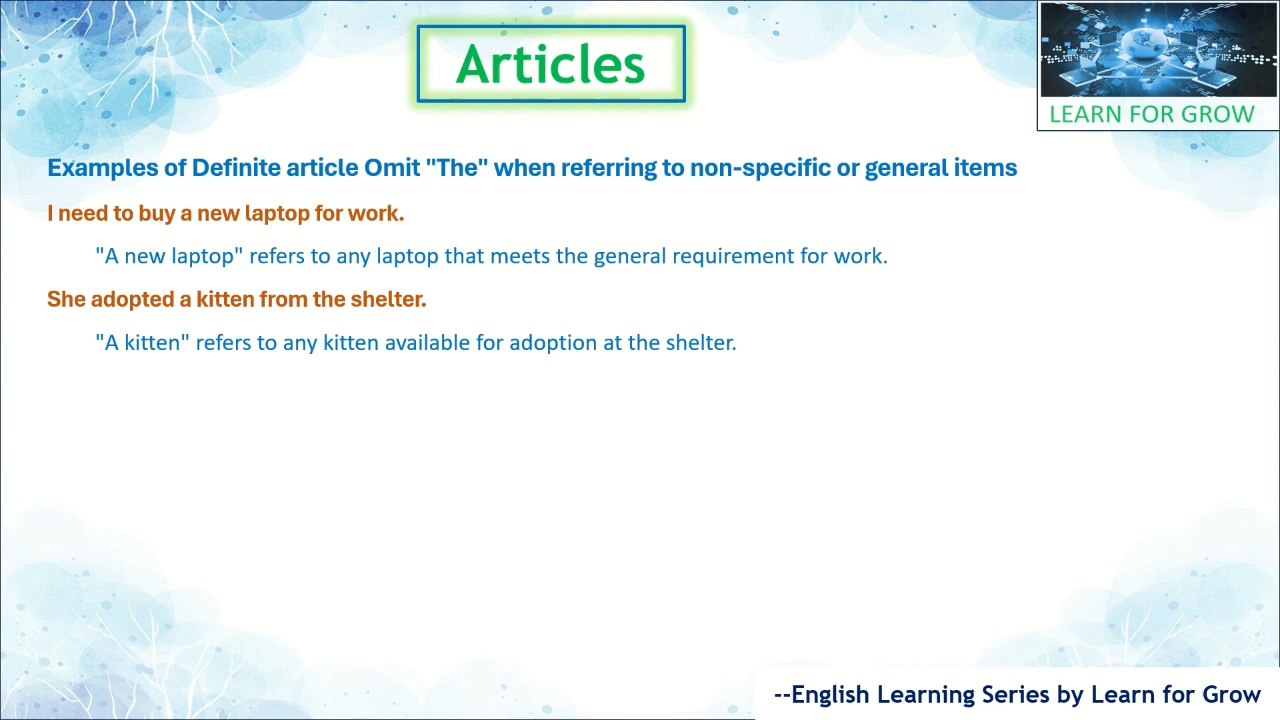 Articles
LEARN FOR GROW
Examples of Definite article Omit "The" when referring to non-specific or general items
I need to buy a new laptop for work.
"A new laptop" refers to any laptop that meets the general requirement for work.
She adopted a kitten from the shelter.
"A kitten" refers to any kitten available for adoption at the shelter.
--English Learning Series by Learn for Grow